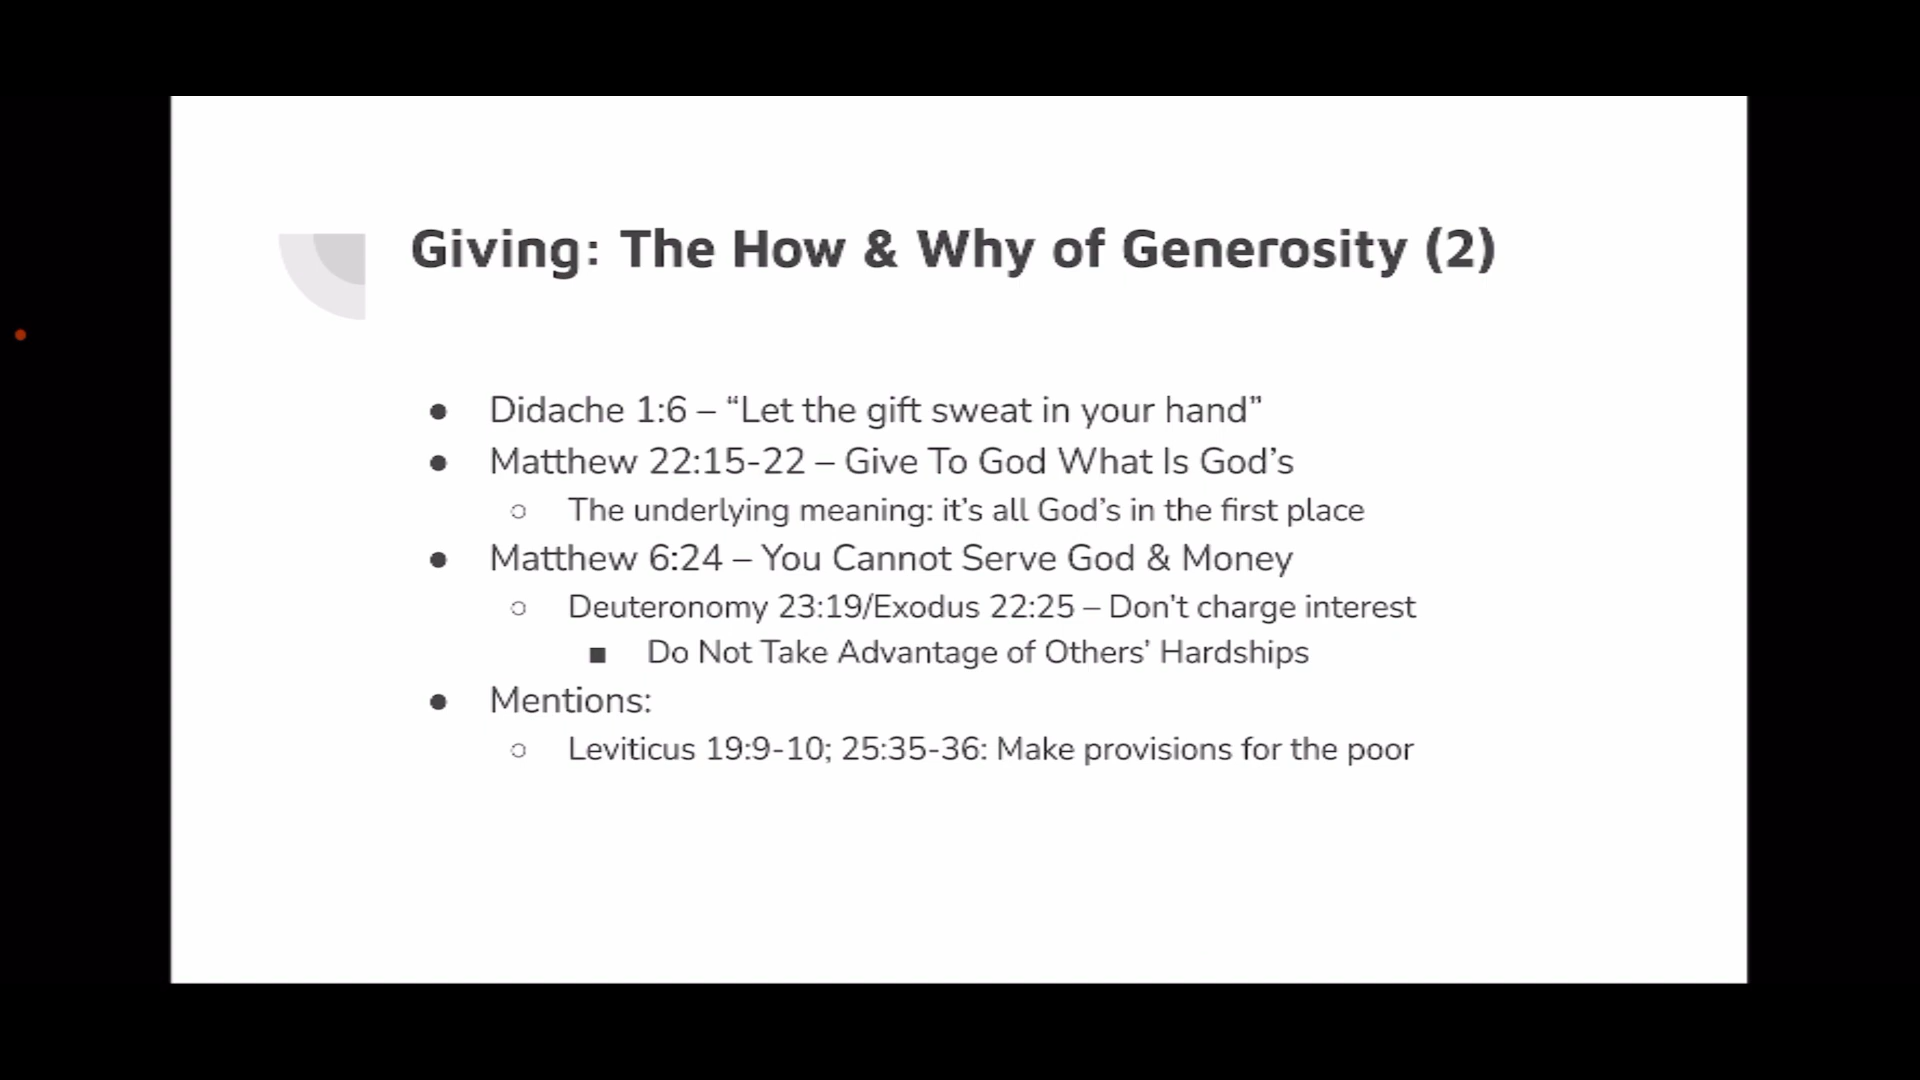 Giving: The How & Why of Generosity (2)
● Didache 1:6 – “Let the gift sweat in your hand”
● Matthew 22:15-22 – Give To God What Is God’s
○ The underlying meaning: it’s all God’s in the first place
● Matthew 6:24 – You Cannot Serve God & Money
○ Deuteronomy 23:19/Exodus 22:25 – Don’t charge interest
■ Do Not Take Advantage of Others’ Hardships
● Mentions:
○ Leviticus 19:9-10; 25:35-36: Make provisions for the poor